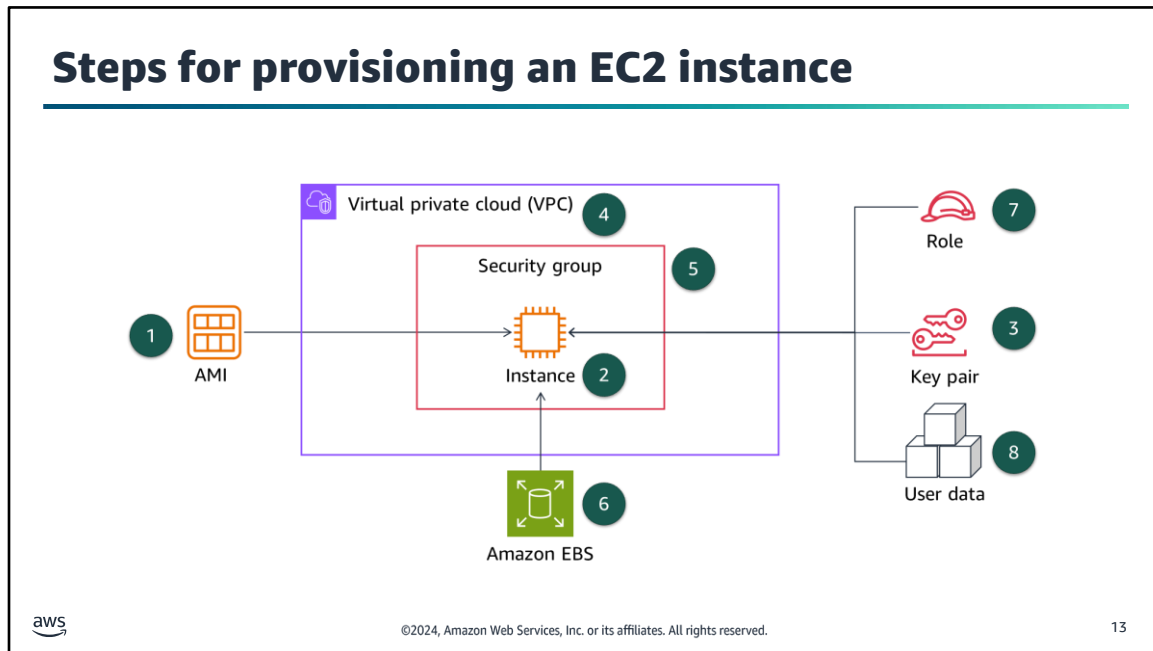 Steps for provisioning an EC2 instance
Virtual private cloud (VPC)
4
7
Role
Security group
5
1
AMI
3
Key pair
Instance
2
8
User data
6
Amazon EBS
aws
©2024, Amazon Web Services, Inc. or its affiliates. All rights reserved.
13